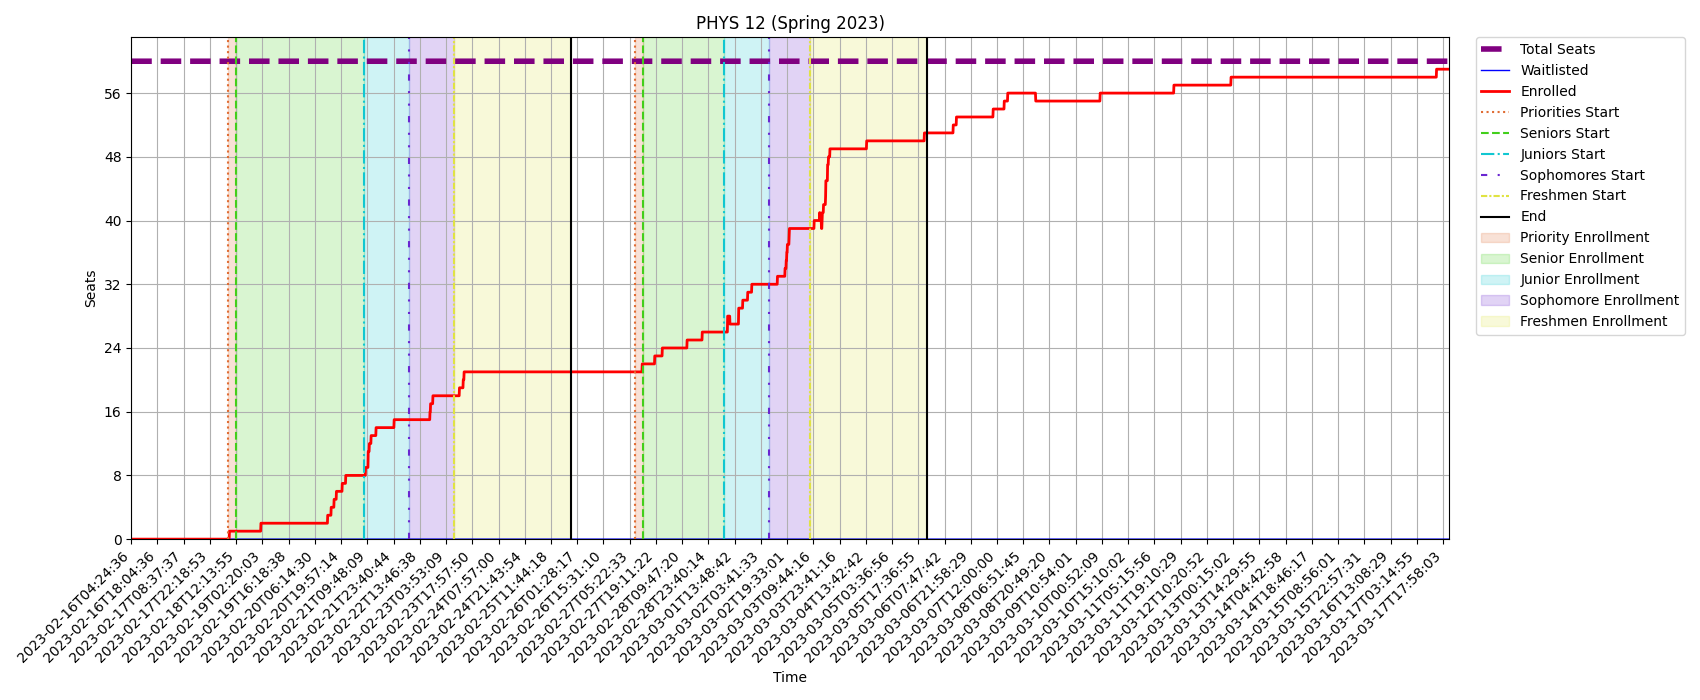 PHYS 12 (Spring 2023)
Seats
56
48
40
32
24
16
8
0
2023-02-16T04:24:36
2023-02-16T18:04:36
2023-02-17T08:37:37
2023-02-17T22:18:53
2023-02-18T12:13:55
2023-02-19T02:20:03
2023-02-19T16:18:38
2023-02-20T06:14:30
2023-02-20T19:57:14
2023-02-21T09:48:09
2023-02-21T23:40:44
2023-02-22T13:46:38
2023-02-23T03:53:09
2023-02-23T17:57:50
2023-02-24T07:57:00
2023-02-24T21:43:54
2023-02-25T11:44:18
2023-02-26T01:28:17
2023-02-26T15:31:10
2023-02-27T05:22:33
2023-02-27T19:11:22
2023-02-28T09:47:20
2023-02-28T23:40:14
2023-03-01T13:48:42
2023-03-02T03:41:33
2023-03-02T19:33:01
2023-03-03T09:44:16
2023-03-03T23:41:16
2023-03-04T13:42:42
2023-03-05T03:36:56
2023-03-05T17:36:55
2023-03-06T07:47:42
2023-03-06T21:58:29
2023-03-07T12:00:00
2023-03-08T06:51:45
2023-03-08T20:49:20
2023-03-09T10:54:01
2023-03-10T00:52:09
2023-03-10T15:10:02
2023-03-11T05:15:56
2023-03-11T19:10:29
2023-03-12T10:20:52
2023-03-13T00:15:02
2023-03-13T14:29:55
2023-03-14T04:42:58
2023-03-14T18:46:17
2023-03-15T08:56:01
2023-03-15T22:57:31
2023-03-16T13:08:29
2023-03-17T03:14:55
2023-03-17T17:58:03
Time
Total Seats
Waitlisted
Enrolled
Priorities Start
Seniors Start
Juniors Start
Sophomores Start
Freshmen Start
End
Priority Enrollment
Senior Enrollment
Junior Enrollment
Sophomore Enrollment
Freshmen Enrollment